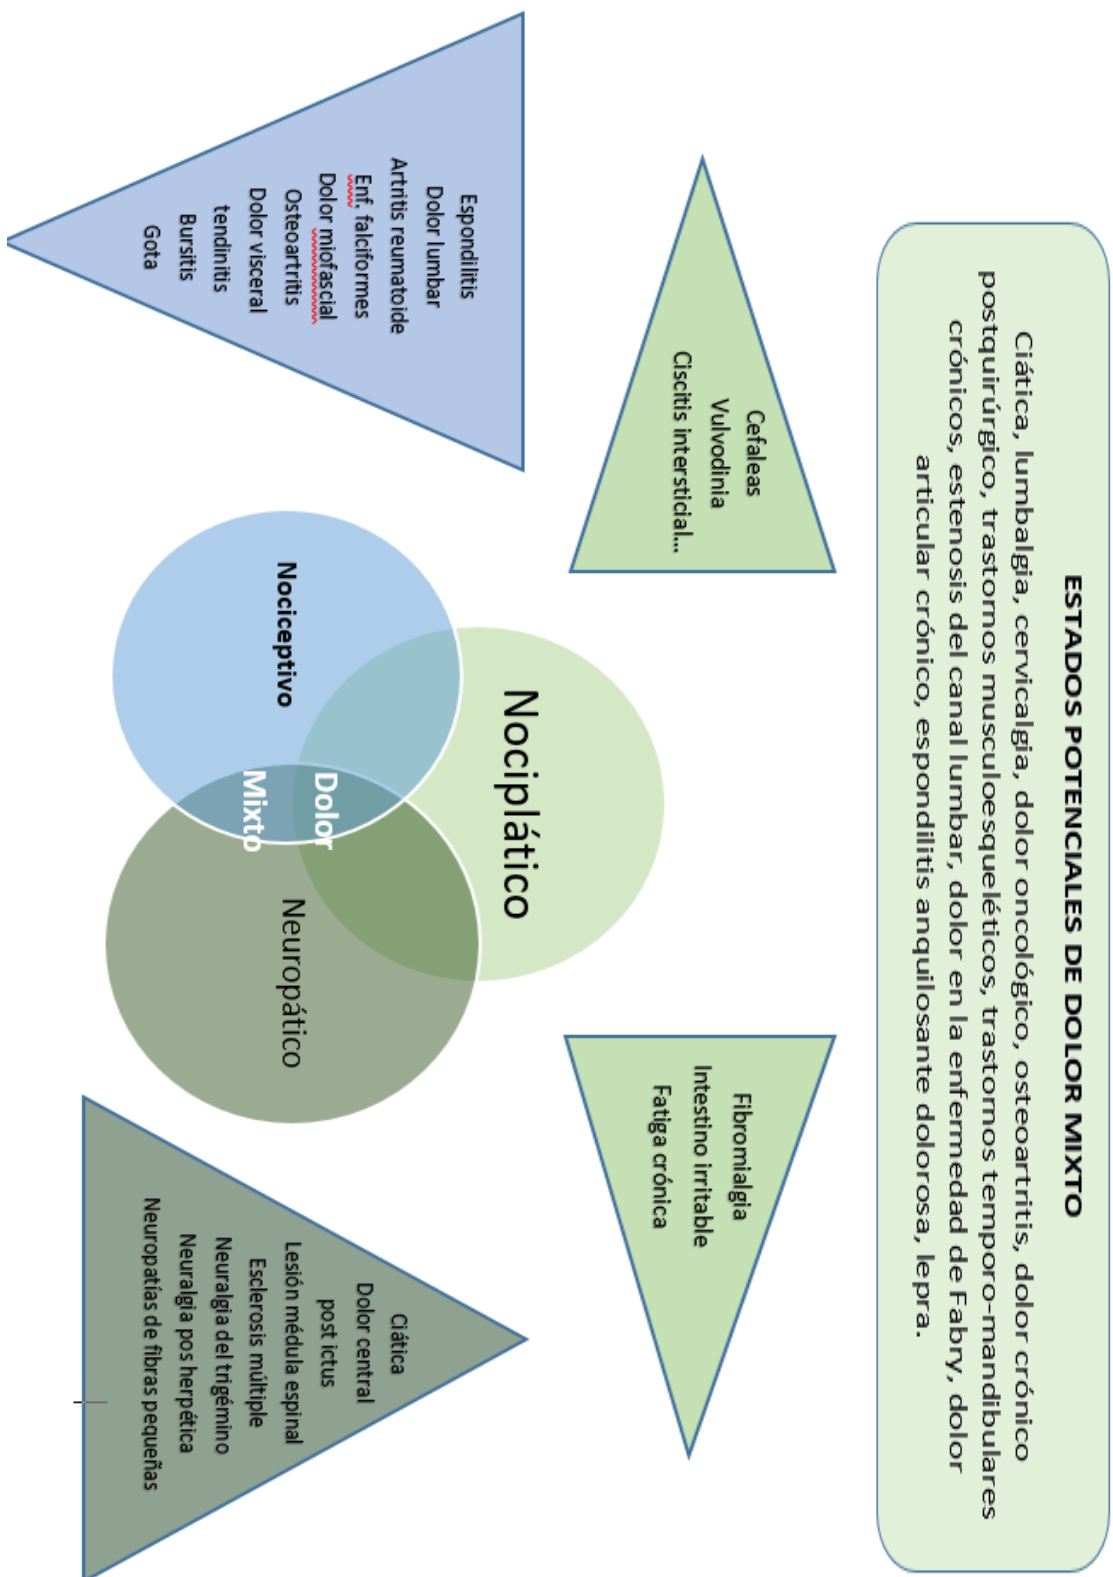 ESTADOS POTENCIALES DE DOLOR MIXTO
Ciática, lumbalgia, cervicalgia, dolor oncológico, osteoartritis, dolor crónico
postquirúrgico, trastornos musculoesqueléticos, trastornos temporo-mandibulares
crónicos, estenosis del canal lumbar, dolor en la enfermedad de Fabry, dolor
articular crónico, espondilitis anquilosante dolorosa, lepra.
Cefaleas
Vulvodinia
Ciscitis intersticial...
Fibromialgia
Intestino irritable
Fatiga crónica
Nociplático
Nociceptivo
Dolor
Mixto
Neuropático
Espondilitis
Dolor lumbar
Artritis reumatoide
Enf. falciformes
Dolor miofascial
Osteoartritis
Dolor visceral
tendinitis
Bursitis
Gota
Ciática
Dolor central
post ictus
Lesión médula espinal
Esclerosis múltiple
Neuralgia del trigémino
Neuralgia pos herpética
Neuropatías de fibras pequeñas